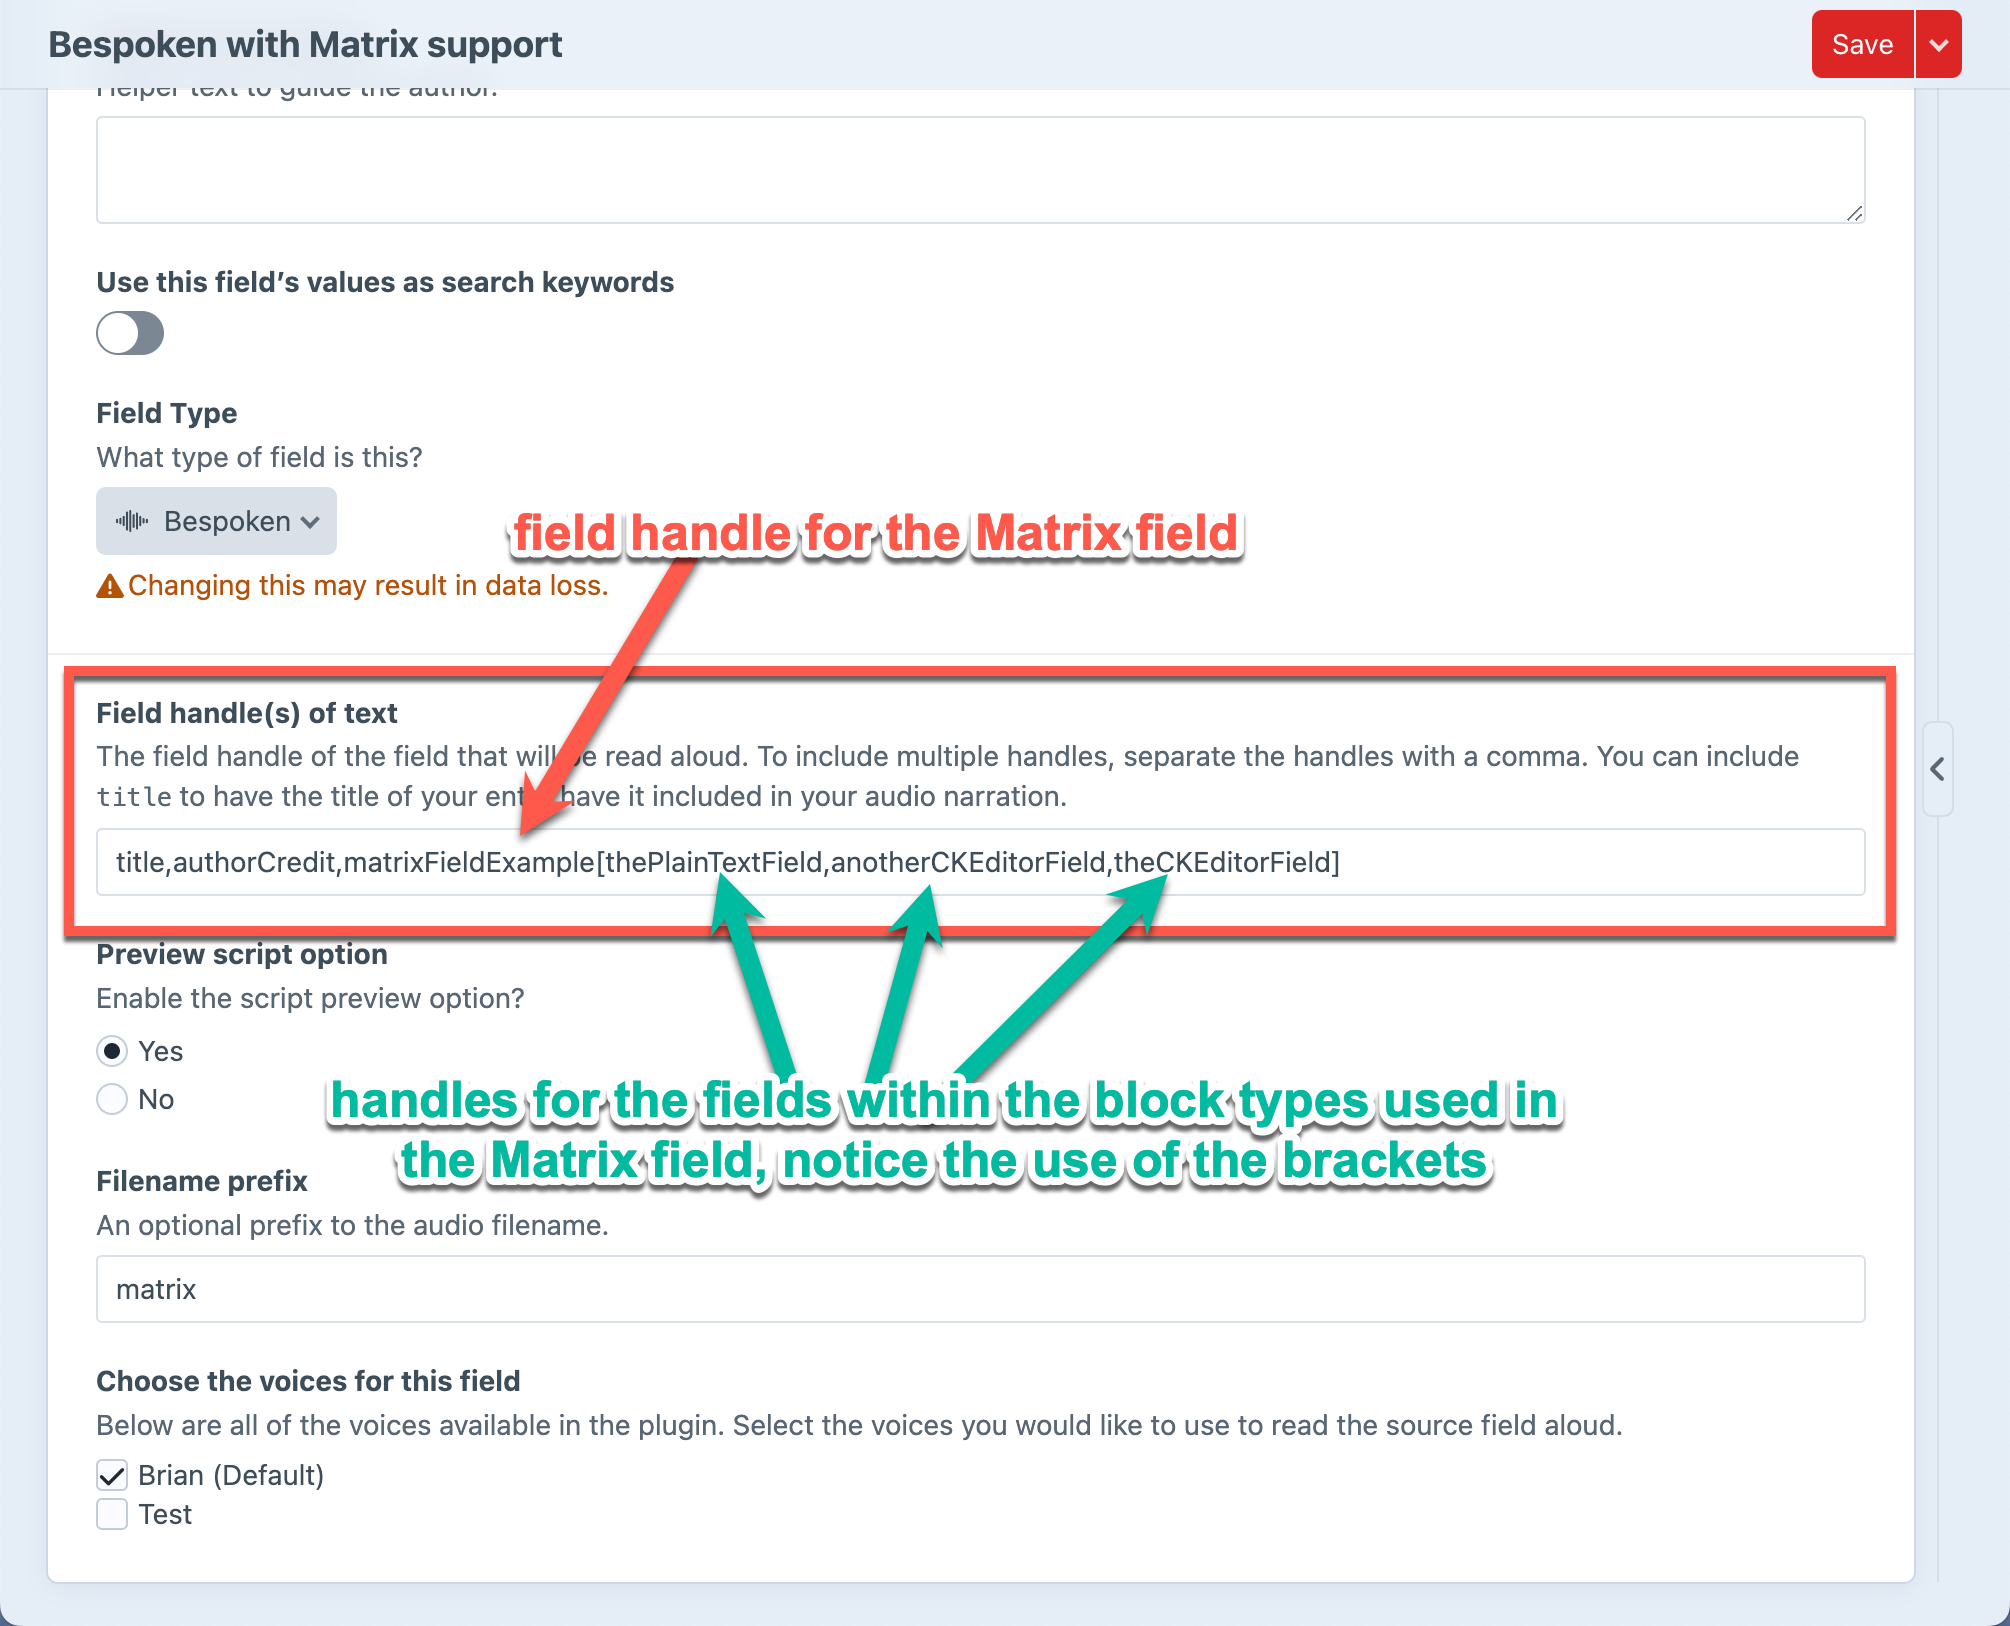 Bespoken with Matrix support
Save
Helper text to guide the author.
Use this field’s values as search keywords
Field Type
What type of field is this?
Bespoken
field handle for the Matrix field
Changing this may result in data loss.
Field handle(s) of text
The field handle of the field that will be read aloud. To include multiple handles, separate the handles with a comma. You can include
title to have the title of your ent have it included in your audio narration.
title,authorCredit,matrixFieldExample[thePlainTextField,anotherCKEditorField,theCKEditorField]
Preview script option
Enable the script preview option?
Yes
No
handles for the fields within the block types used in
the Matrix field, notice the use of the brackets
Filename prefix
An optional prefix to the audio filename.
matrix
Choose the voices for this field
Below are all of the voices available in the plugin. Select the voices you would like to use to read the source field aloud.
Brian (Default)
Test